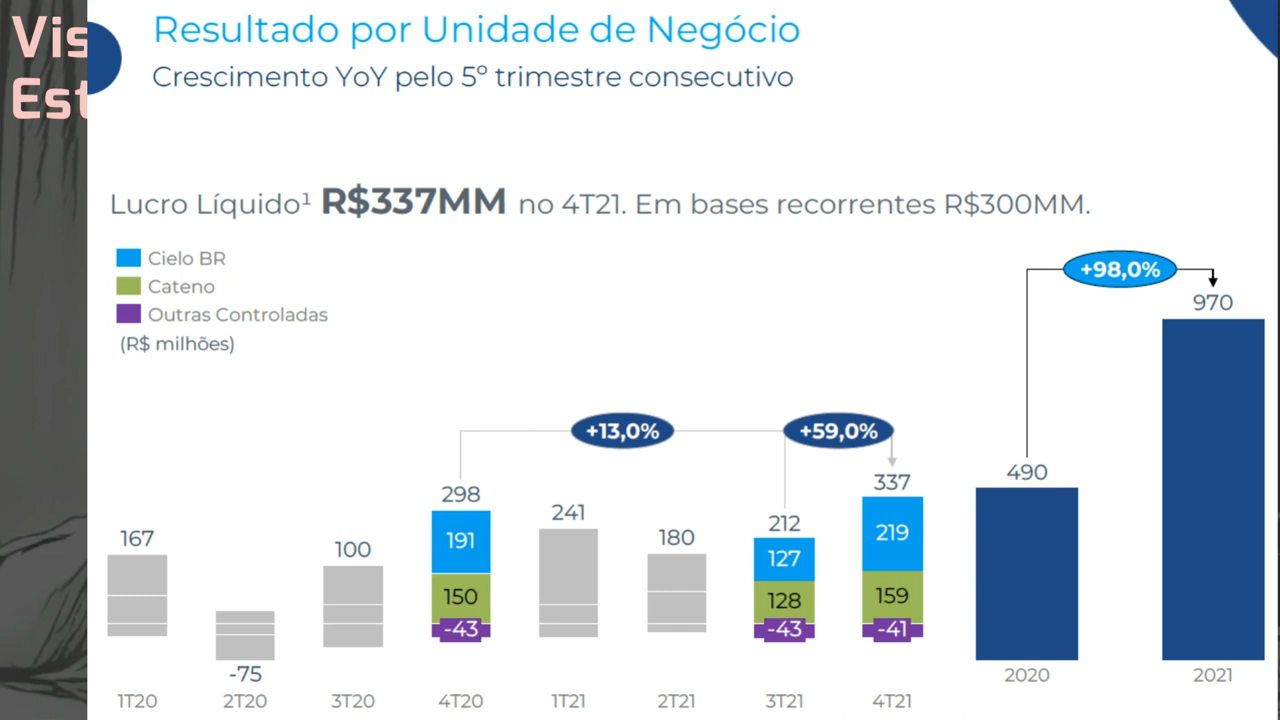 Vis
Est
Resultado por Unidade de Negócio
Crescimento YoY pelo 5º trimestre consecutivo
Lucro Líquido¹ R$337MM no 4T21. Em bases recorrentes R$300MM.
Cielo BR
Cateno
Outras Controladas
(R$ milhões)
+98,0%
970
+13,0%
+59,0%
490
337
298
241
212
180
167
100
191
127
219
150
128
159
-43
-43
-41
-75
2020
2021
1T20
2T20
3T20
4T20
1T21
2T21
3T21
4T21